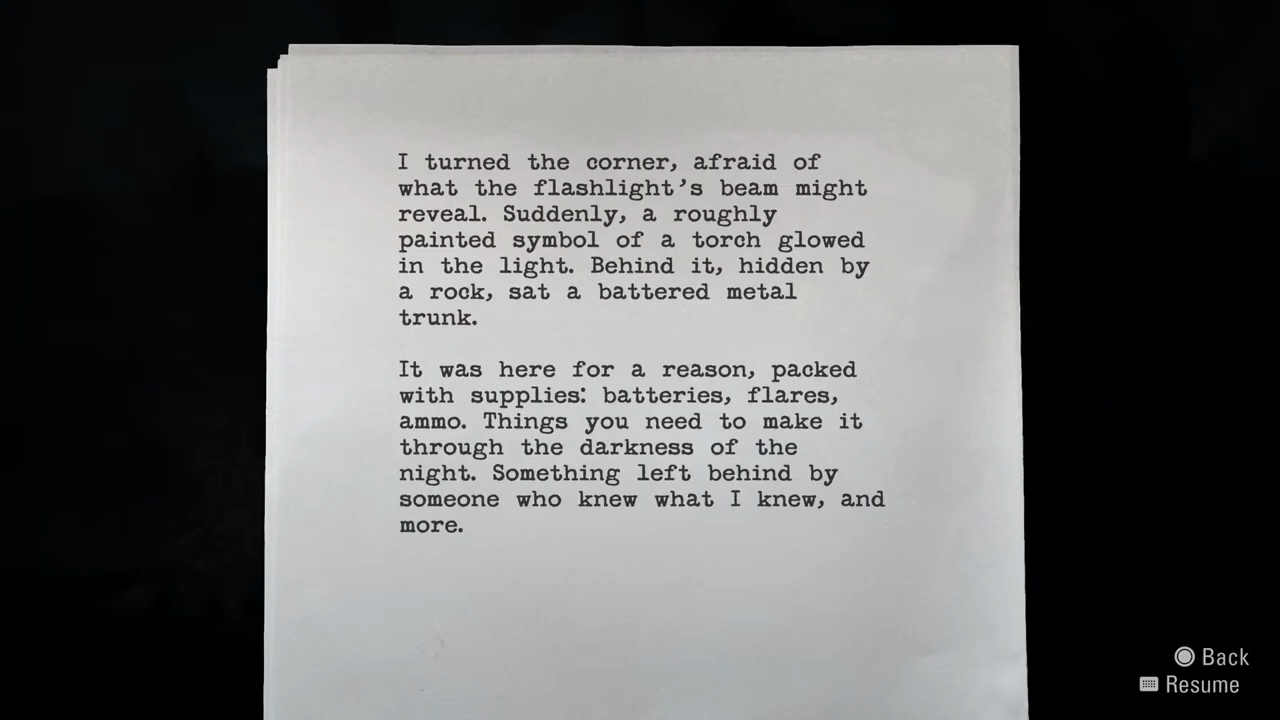 I turned the corner, afraid of
what the flashlight's beam might
reveal. Suddenly, a roughly
painted symbol of a torch glowed
in the light. Behind it, hidden by
a rock, sat a battered metal
trunk.
It was here for a reason, packed
with supplies: batteries, flares,
ammo. Things you need to make it
through the darkness of the
night. Something left behind by
someone who knew what I knew, and
more.
Back
Resume